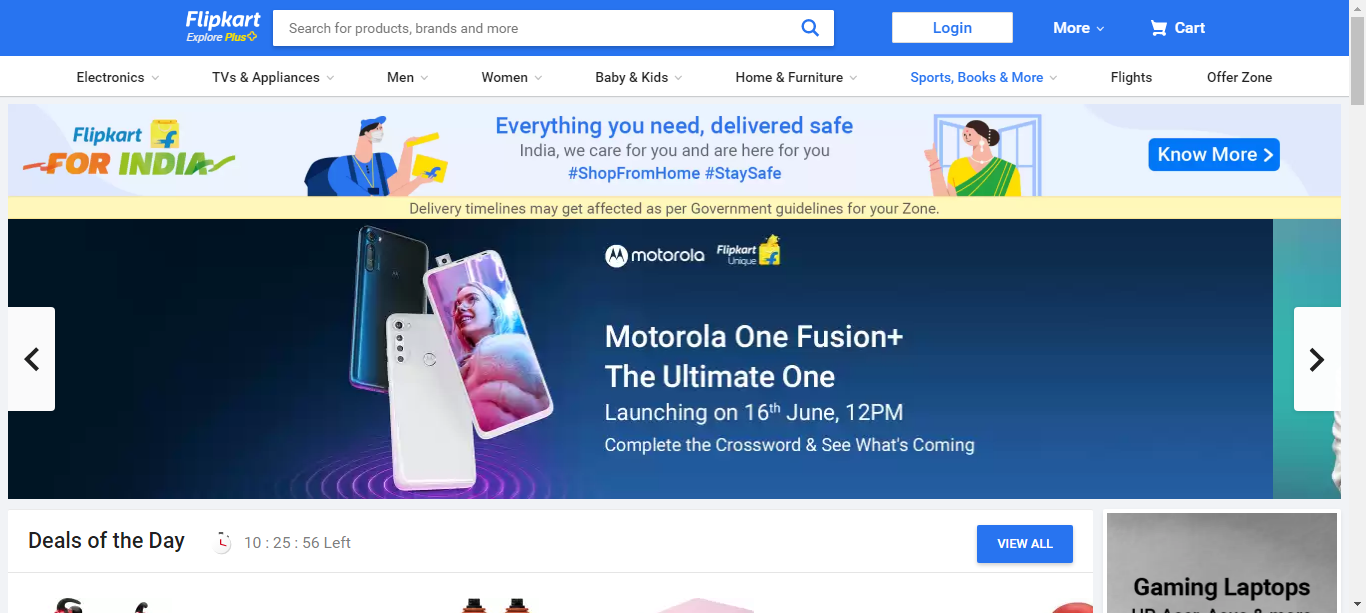 Flipkart
Explore Plus
Search for products, brands and more
Login
More
Cart
Electronics
TVs & Appliances
Men
Women
Baby & Kids
Home & Furniture
Sports, Books & More
Flights
Offer Zone
Flipkart
FOR INDIA
Everything you need, delivered safe
India, we care for you and are here for you
#ShopFromHome #StaySafe
Know More
Delivery timelines may get affected as per Government guidelines for your Zone.
motorola
Flipkart
Unique
Motorola One Fusion+
The Ultimate One
Launching on 16th June, 12PM
Complete the Crossword & See What's Coming
Deals of the Day
10 : 25 : 56 Left
VIEW ALL
Gaming Laptops